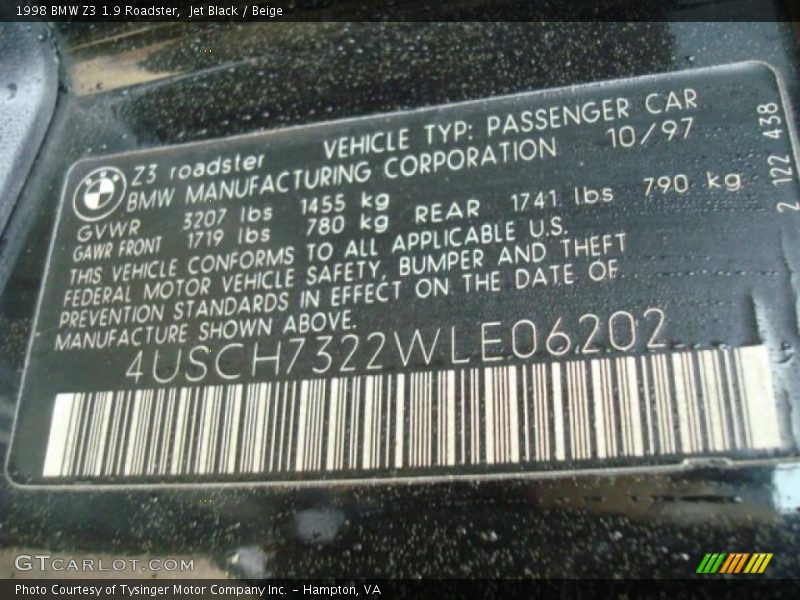 1998 BMW Z3 1.9 Roadster, Jet Black / Beige
BMW
Z3 roadster VEHICLE TYP: PASSENGER CAR
BMW MANUFACTURING CORPORATION 10/97
GVWR 3207 lbs 1455 kg
GAWR FRONT 1719 lbs 780 kg REAR 1741 lbs 790 kg
THIS VEHICLE CONFORMS TO ALL APPLICABLE U.S.
FEDERAL MOTOR VEHICLE SAFETY, BUMPER AND THEFT
PREVENTION STANDARDS IN EFFECT ON THE DATE OF
MANUFACTURE SHOWN ABOVE.
4USCH7322WLE06202
2 122 438
GTCARLOT.COM
Photo Courtesy of Tysinger Motor Company Inc. - Hampton, VA